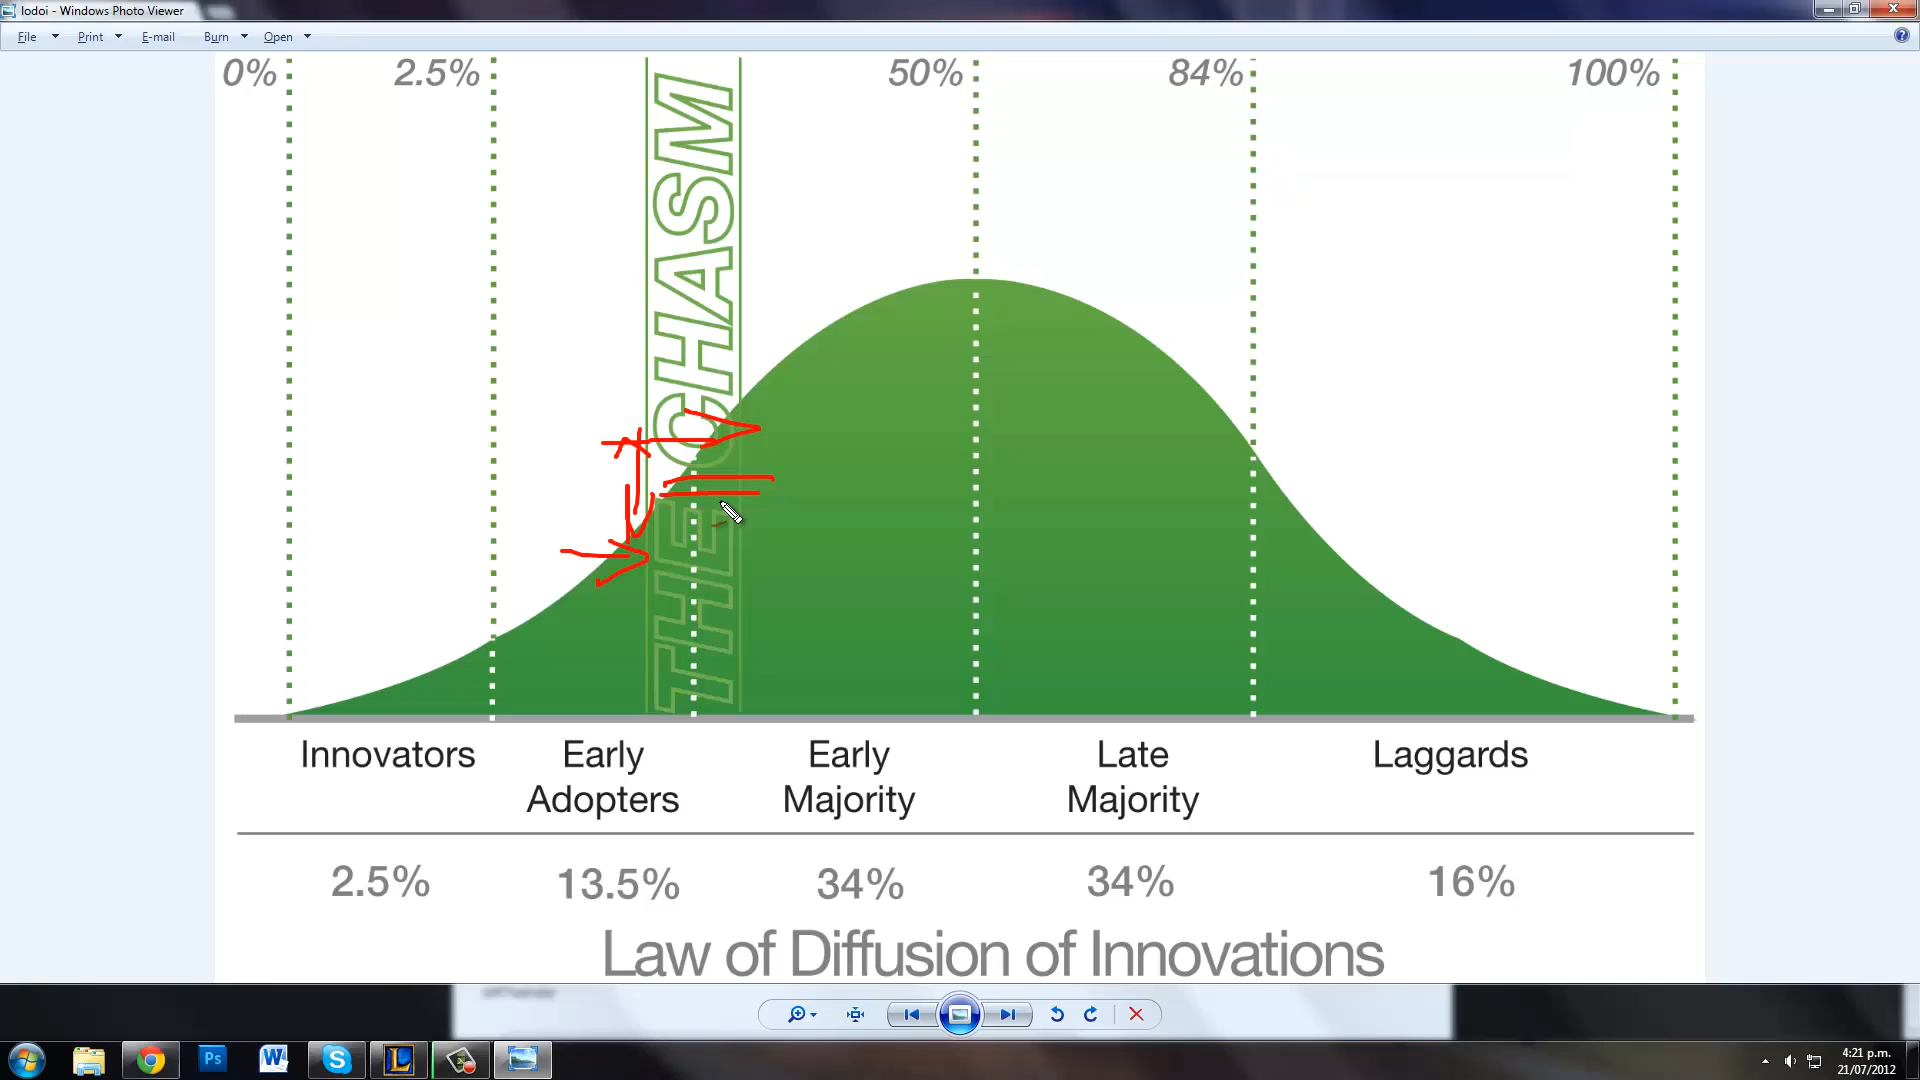 lodoi - Windows Photo Viewer
File Print E-mail Burn Open
0% 2.5% 50% 84% 100%
THE CHASM
Innovators Early Adopters Early Majority Late Majority Laggards
2.5% 13.5% 34% 34% 16%
Law of Diffusion of Innovations
Ps W S L
4:21 p.m.
21/07/2012